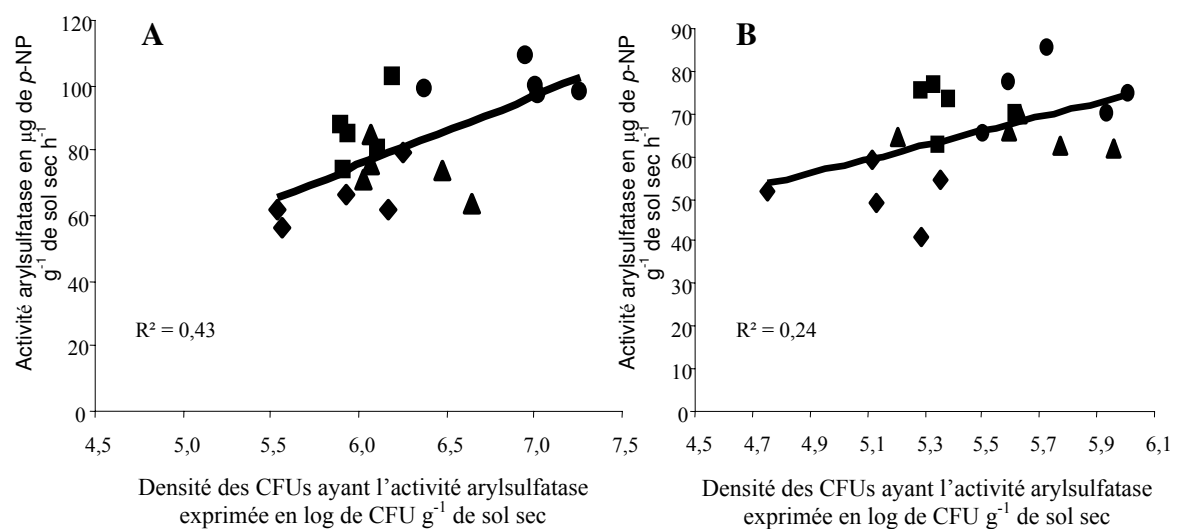 A
Activité arylsulfatase en µg de p-NP
g⁻¹ de sol sec h⁻¹
120
100
80
60
40
20
0
R² = 0,43
4,5 5,0 5,5 6,0 6,5 7,0 7,5
Densité des CFUs ayant l’activité arylsulfatase
exprimée en log de CFU g⁻¹ de sol sec
B
Activité arylsulfatase en µg de p-NP
g⁻¹ de sol sec h⁻¹
90
80
70
60
50
40
30
20
10
0
R² = 0,24
4,5 4,7 4,9 5,1 5,3 5,5 5,7 5,9 6,1
Densité des CFUs ayant l’activité arylsulfatase
exprimée en log de CFU g⁻¹ de sol sec